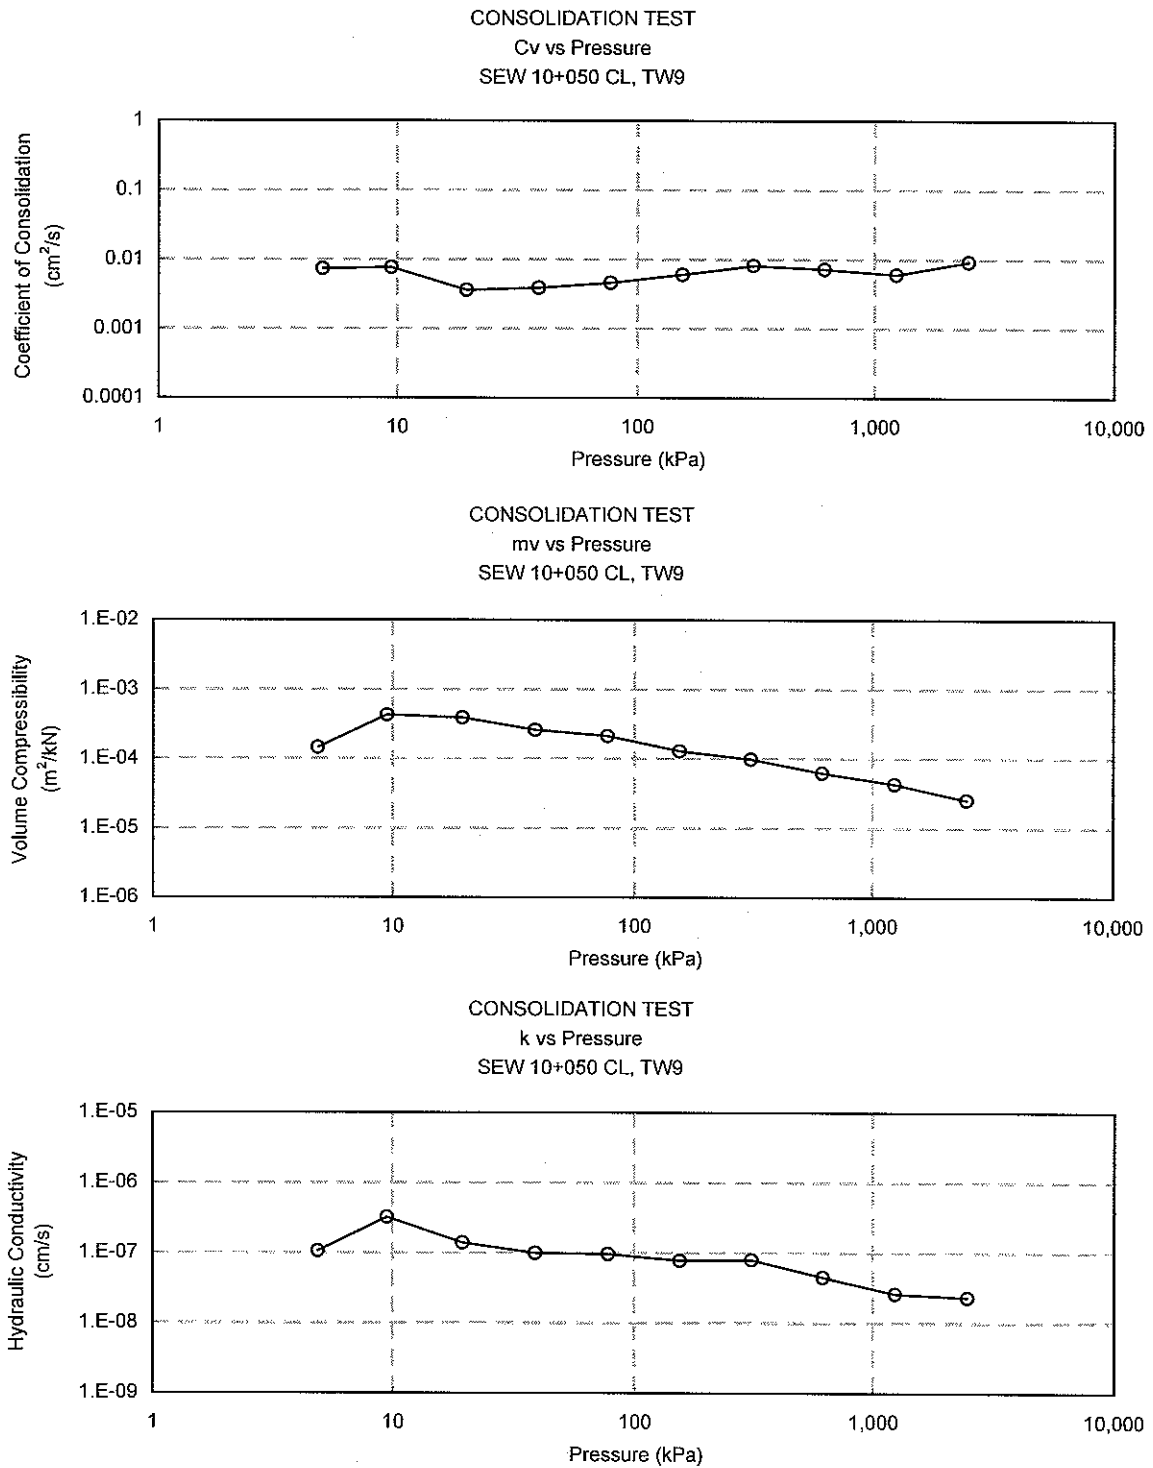 CONSOLIDATION TEST
Cv vs Pressure
SEW 10+050 CL, TW9
Coefficient of Consolidation
(cm²/s)
1
0.1
0.01
0.001
0.0001
1 10 100 1,000 10,000
Pressure (kPa)
CONSOLIDATION TEST
mv vs Pressure
SEW 10+050 CL, TW9
Volume Compressibility
(m²/kN)
1.E-02
1.E-03
1.E-04
1.E-05
1.E-06
1 10 100 1,000 10,000
Pressure (kPa)
CONSOLIDATION TEST
k vs Pressure
SEW 10+050 CL, TW9
Hydraulic Conductivity
(cm/s)
1.E-05
1.E-06
1.E-07
1.E-08
1.E-09
1 10 100 1,000 10,000
Pressure (kPa)